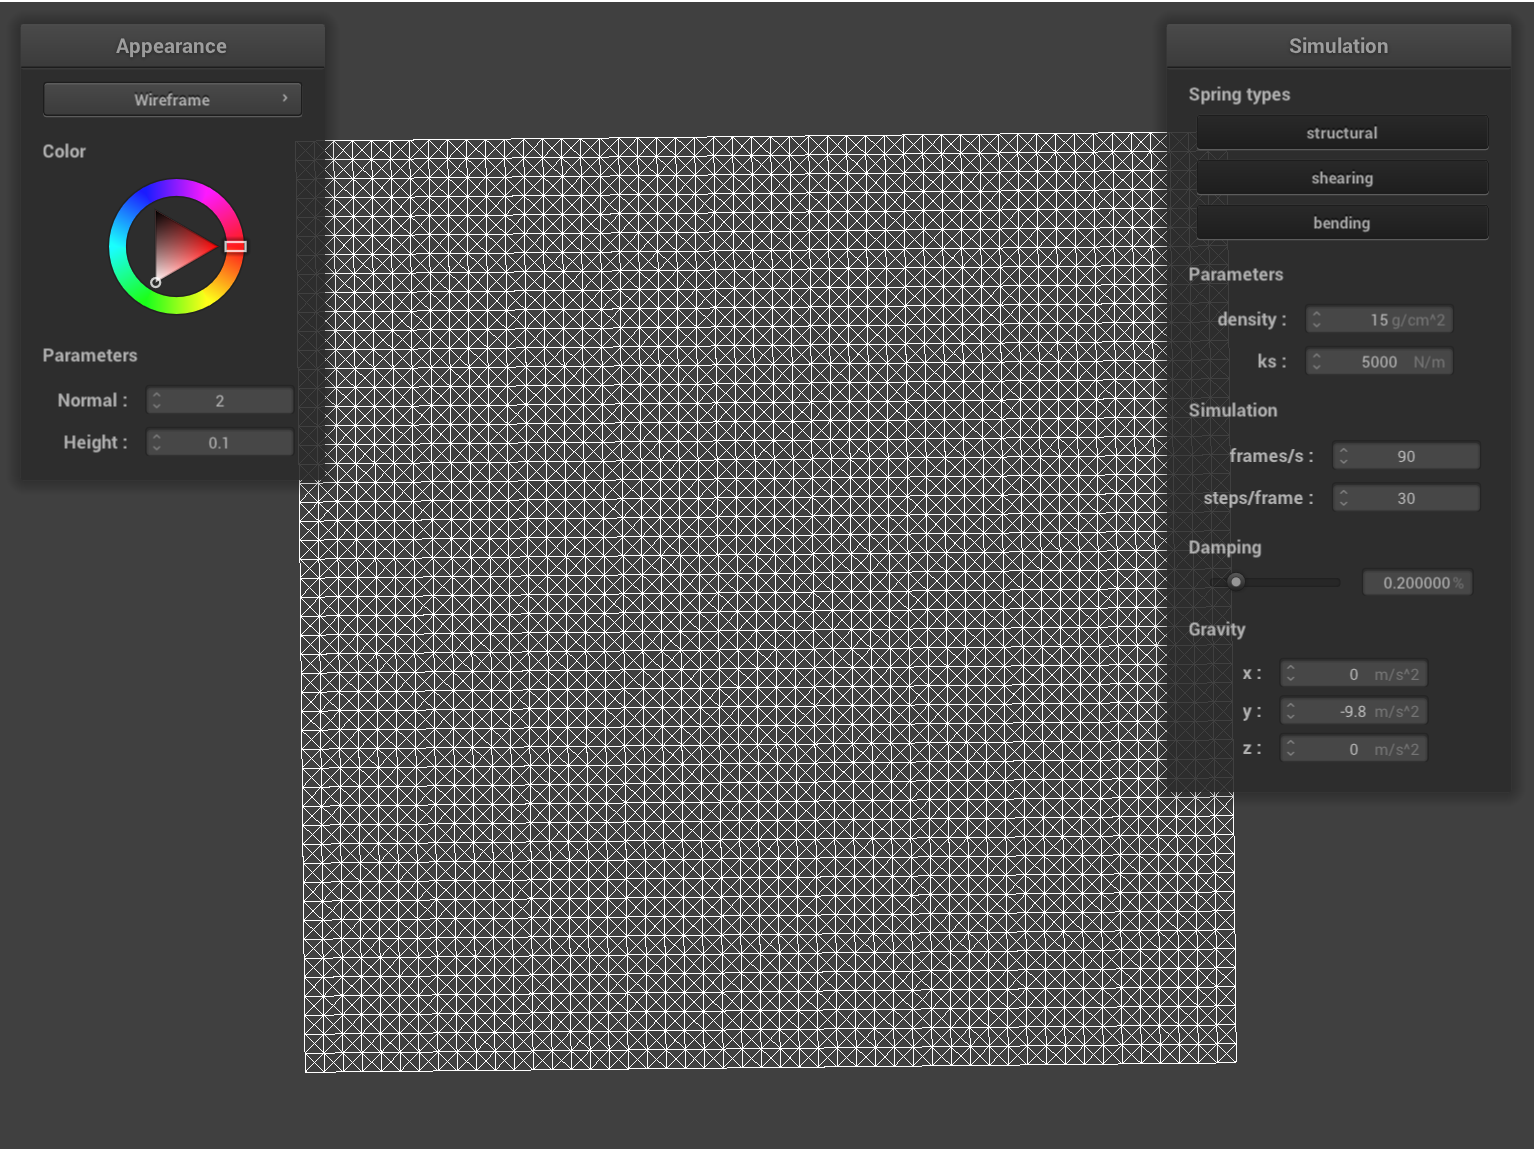 Appearance
Wireframe
Color
Parameters
Normal : 2
Height : 0.1
Simulation
Spring types
structural
shearing
bending
Parameters
density : 15 g/cm^2
ks : 5000 N/m
Simulation
frames/s : 90
steps/frame : 30
Damping
0.200000 %
Gravity
x : 0 m/s^2
y : -9.8 m/s^2
z : 0 m/s^2